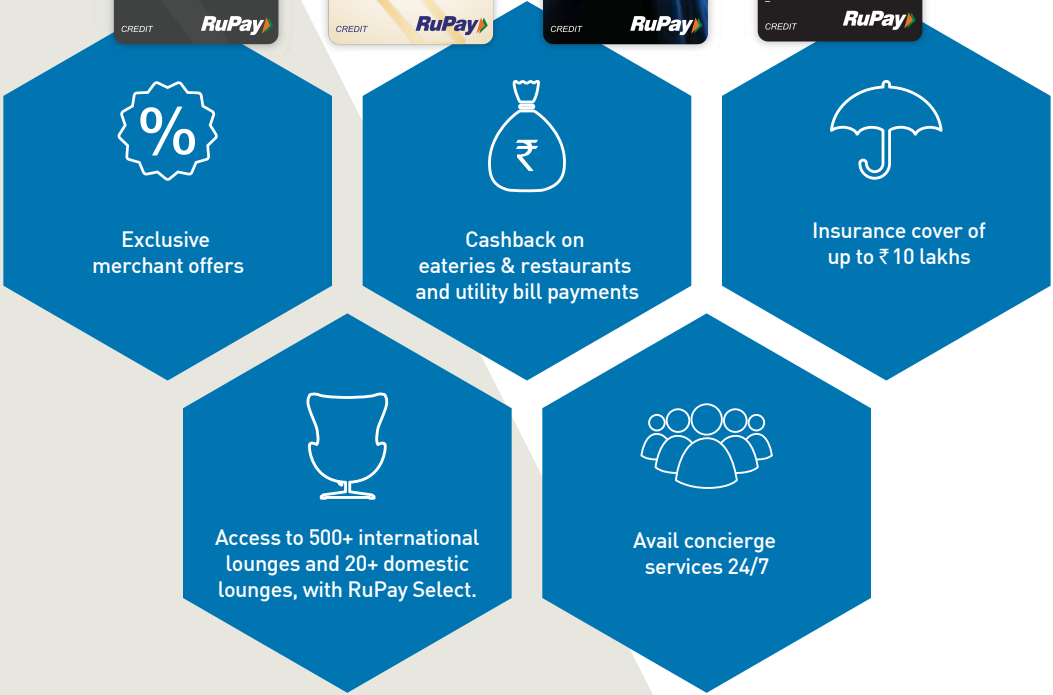 CREDIT RuPay
CREDIT RuPay
CREDIT RuPay
CREDIT RuPay
%
₹
Exclusive
merchant offers
Cashback on
eateries & restaurants
and utility bill payments
Insurance cover of
up to ₹ 10 lakhs
Access to 500+ international
lounges and 20+ domestic
lounges, with RuPay Select.
Avail concierge
services 24/7